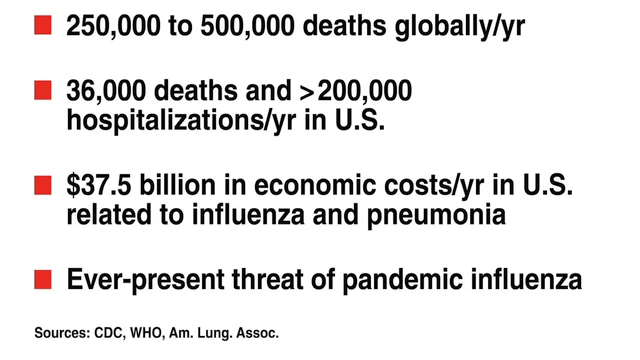 250,000 to 500,000 deaths globally/yr
36,000 deaths and >200,000
hospitalizations/yr in U.S.
$37.5 billion in economic costs/yr in U.S.
related to influenza and pneumonia
Ever-present threat of pandemic influenza
Sources: CDC, WHO, Am. Lung. Assoc.